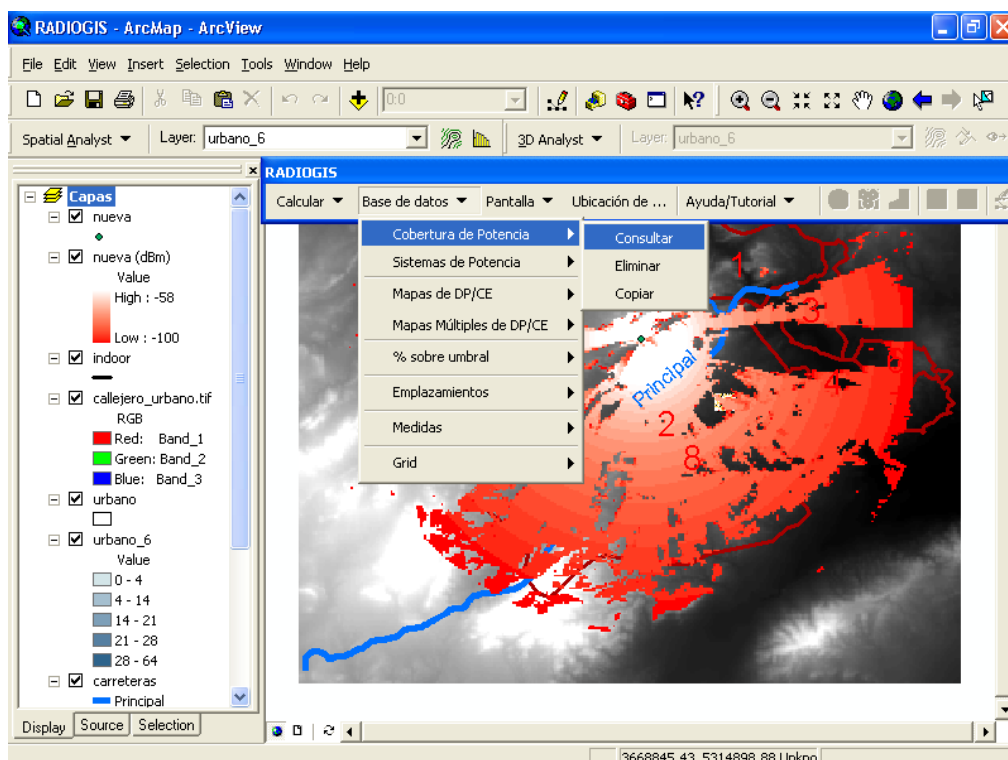 RADIOGIS - ArcMap - ArcView
File Edit View Insert Selection Tools Window Help
0:0
Spatial Analyst Layer: urbano_6 3D Analyst Layer: urbano_6
RADIOGIS
Calcular Base de datos Pantalla Ubicación de ... Ayuda/Tutorial
Capas
nueva
nueva (dBm)
Value
High : -58
Low : -100
indoor
callejero_urbano.tif
RGB
Red: Band_1
Green: Band_2
Blue: Band_3
urbano
urbano_6
Value
0 - 4
4 - 14
14 - 21
21 - 28
28 - 64
carreteras
Principal
Display Source Selection
Cobertura de Potencia
Sistemas de Potencia
Mapas de DP/CE
Mapas Múltiples de DP/CE
% sobre umbral
Emplazamientos
Medidas
Grid
Consultar
Eliminar
Copiar
1
3
Principal
4
2
8
3668845.43 5314898.88 Unkno